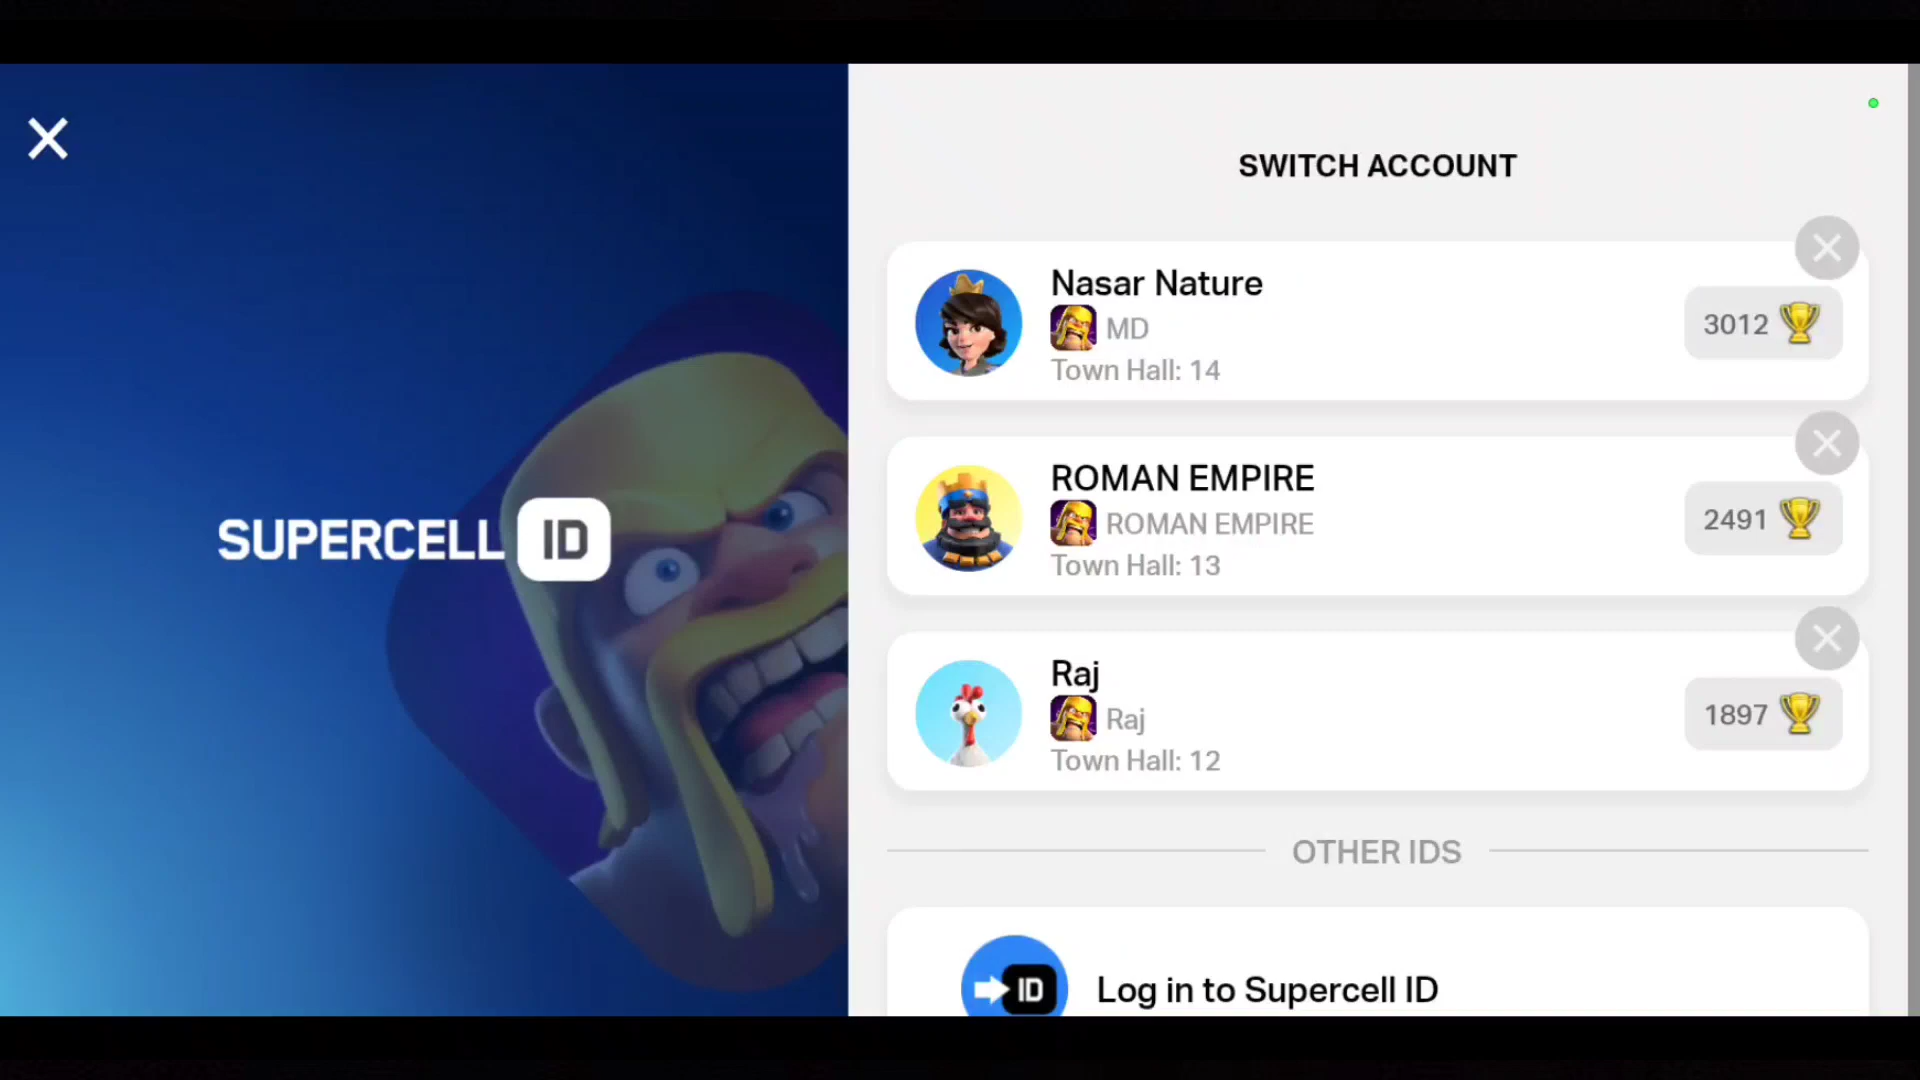 SUPERCELL ID
SWITCH ACCOUNT
Nasar Nature
MD
Town Hall: 14
3012
ROMAN EMPIRE
ROMAN EMPIRE
Town Hall: 13
2491
Raj
Raj
Town Hall: 12
1897
OTHER IDS
ID
Log in to Supercell ID